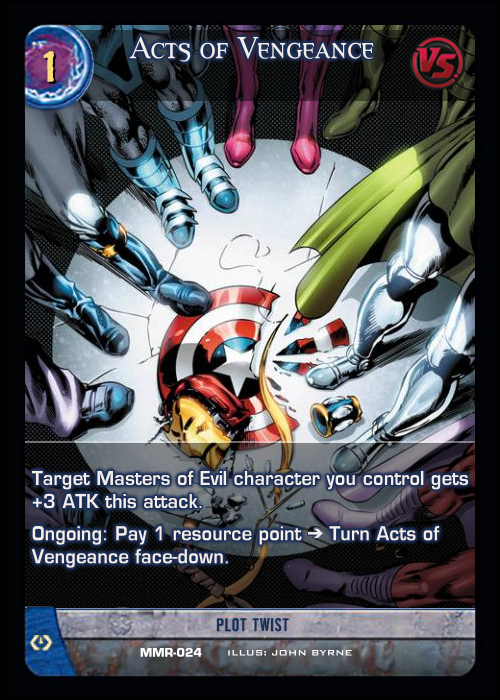 1
Acts of Vengeance
VS
Target Masters of Evil character you control gets
+3 ATK this attack.
Ongoing: Pay 1 resource point ➔ Turn Acts of
Vengeance face-down.
PLOT TWIST
MMR-024 ILLUS: JOHN BYRNE